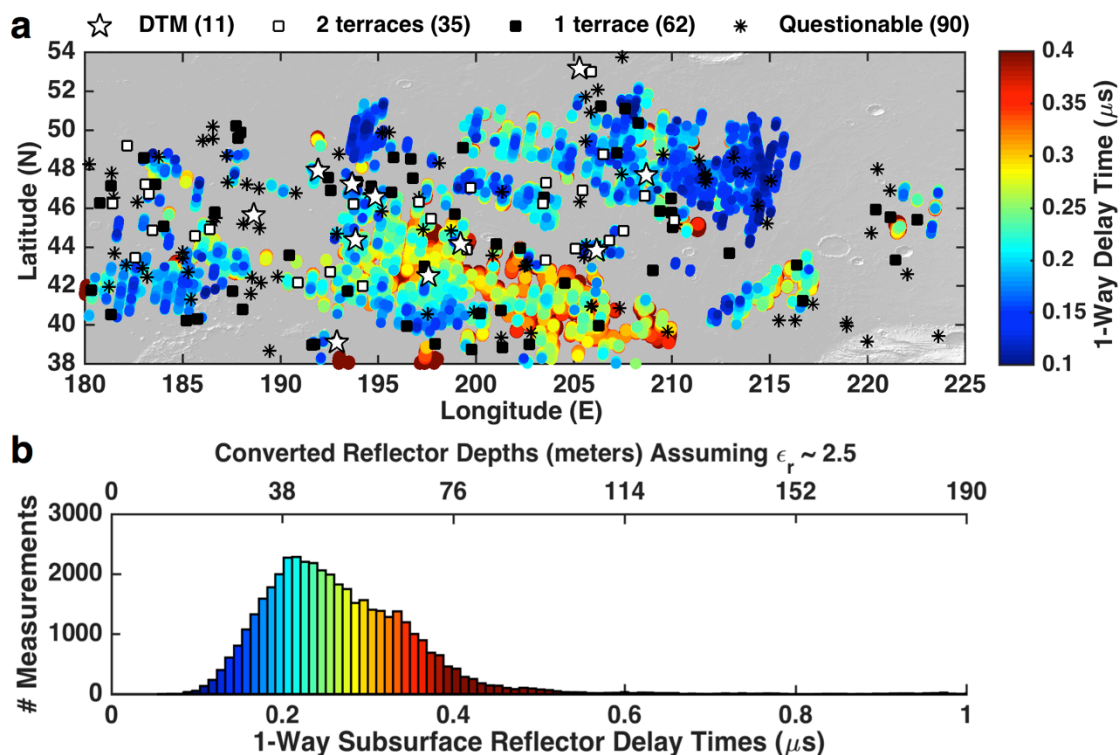 a
DTM (11) 2 terraces (35) 1 terrace (62) Questionable (90)
54
52
50
48
46
44
42
40
38
Latitude (N)
180 185 190 195 200 205 210 215 220 225
Longitude (E)
0.4
0.35
0.3
0.25
0.2
0.15
0.1
1-Way Delay Time (μs)
b
Converted Reflector Depths (meters) Assuming ϵr ~ 2.5
0 38 76 114 152 190
3000
2000
1000
0
# Measurements
0 0.2 0.4 0.6 0.8 1
1-Way Subsurface Reflector Delay Times (μs)